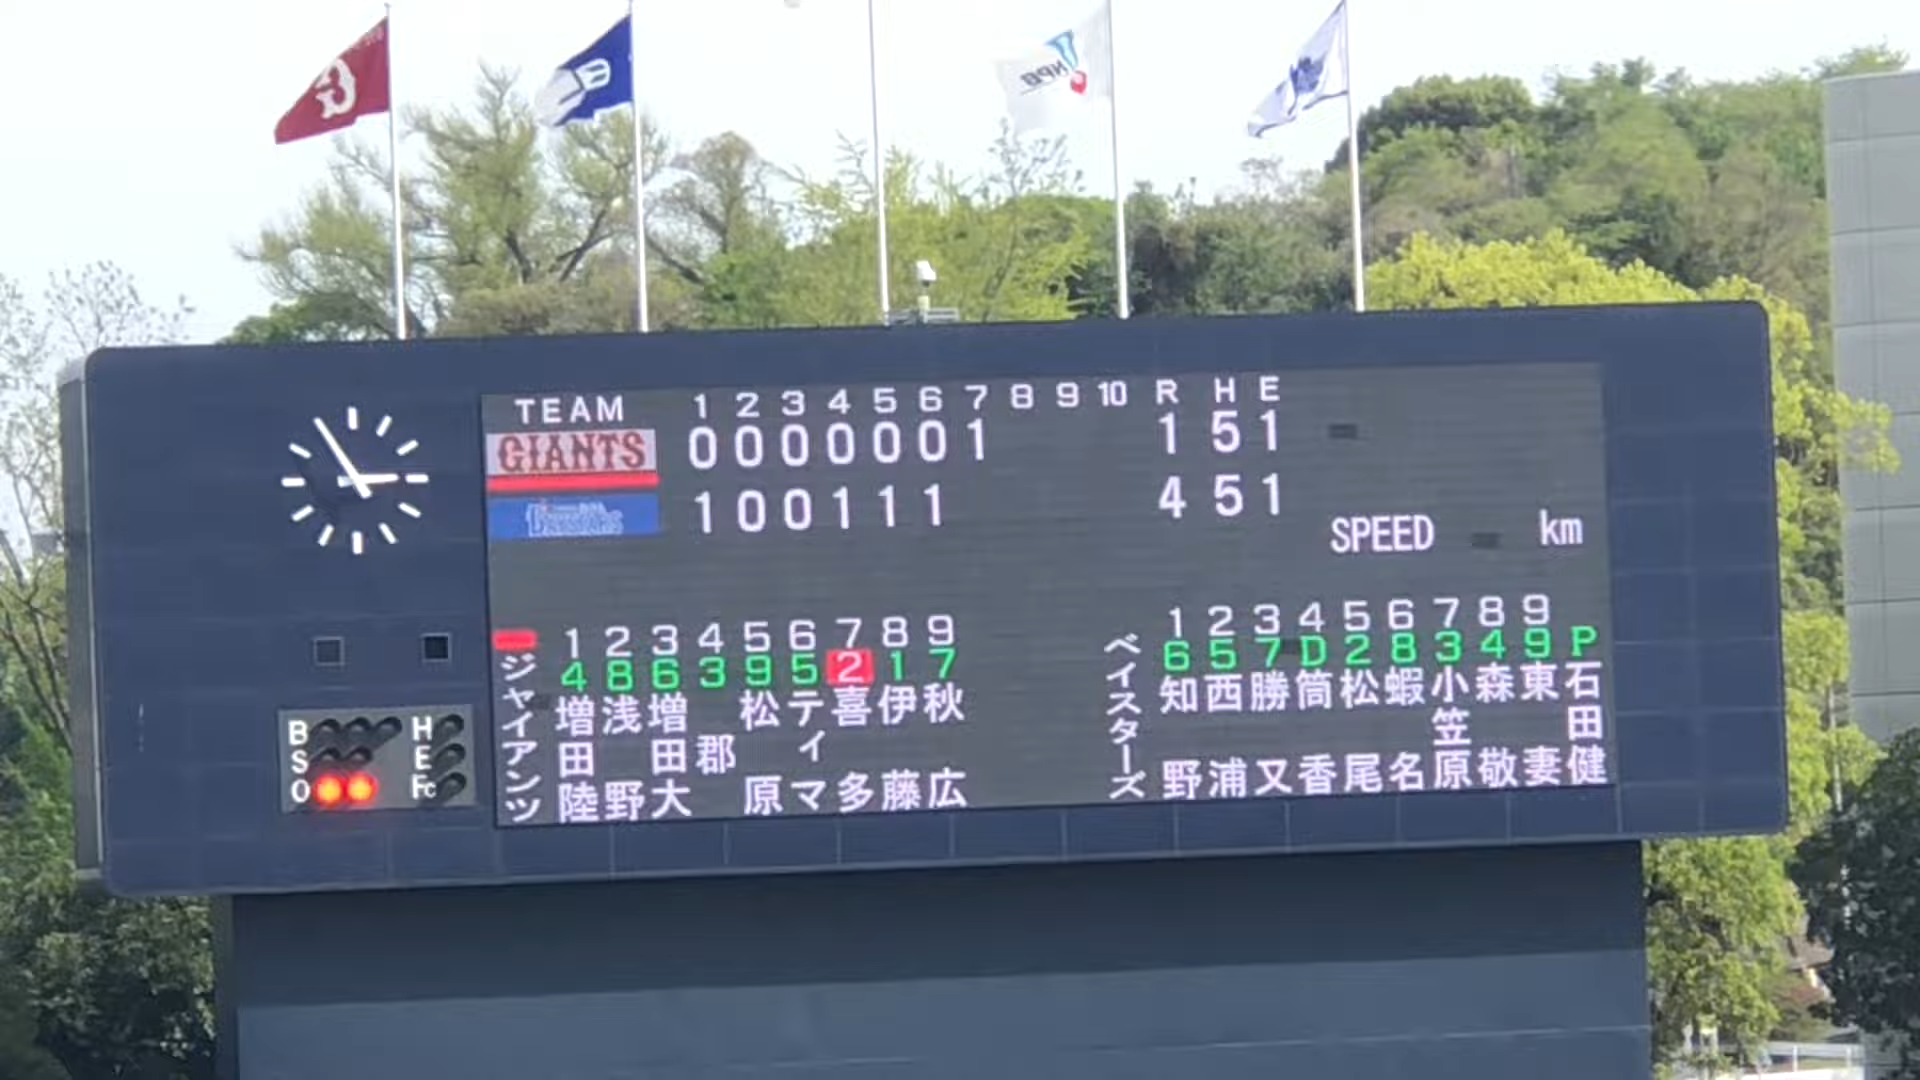 G
NPB
TEAM 1 2 3 4 5 6 7 8 9 10 R H E
GIANTS 0 0 0 0 0 0 1 1 5 1
1 0 0 1 1 1 4 5 1
SPEED km
1 2 3 4 5 6 7 8 9
4 8 6 3 9 5 2 1 7
ジャイアンツ
増田陸
浅野
増田大
郡
松原
ティマ
喜多
伊藤
秋広
1 2 3 4 5 6 7 8 9
6 5 7 D 2 8 3 4 9 P
ベイスターズ
知野
西浦
勝又
筒香
松尾
蝦名
小笠原
森敬
東妻
石田健
B H
S E
O Fc